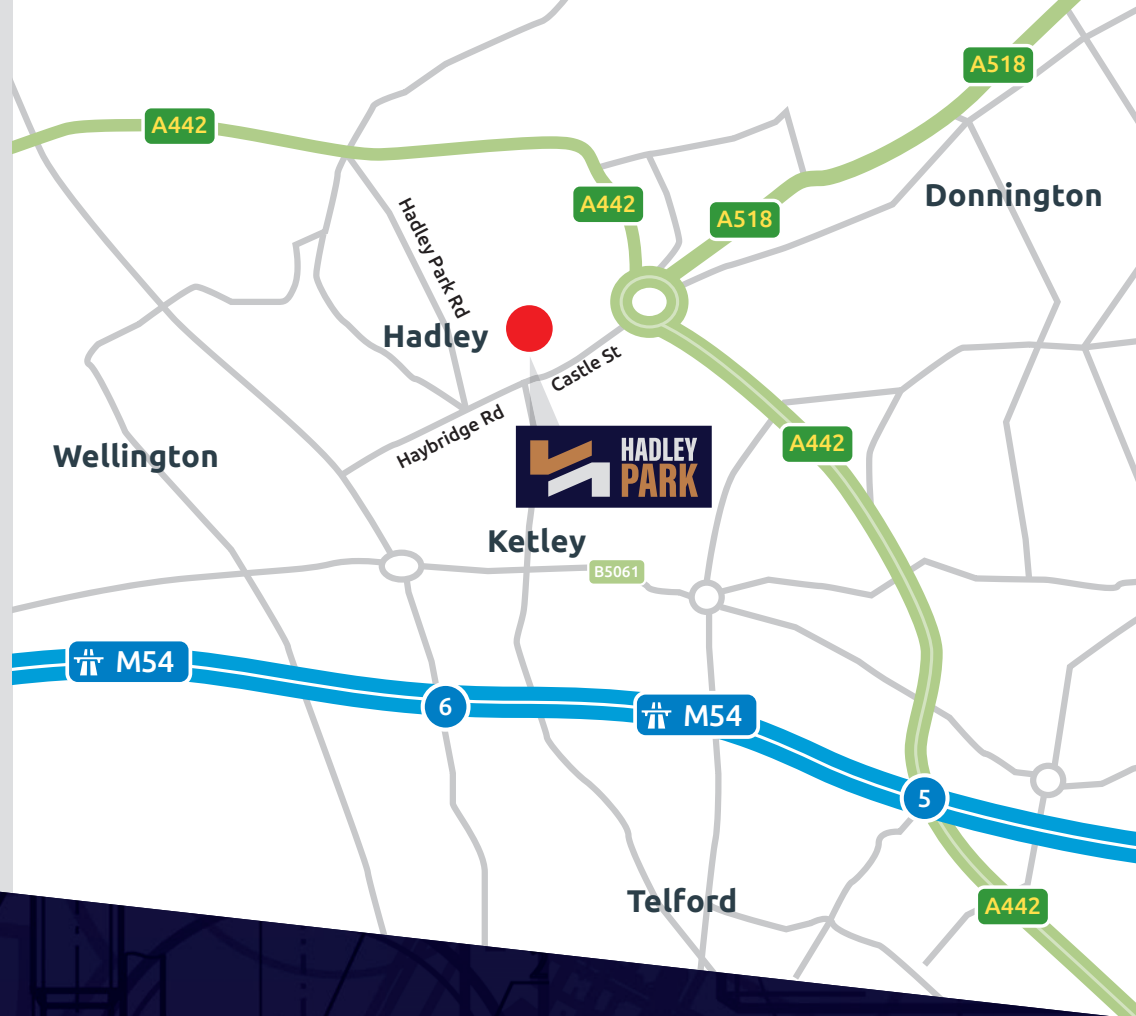 A518
A442
Donnington
A442
A518
Hadley Park Rd
Hadley
Castle St
Haybridge Rd
HADLEY
PARK
A442
Wellington
Ketley
B5061
M54
6
M54
5
Telford
A442